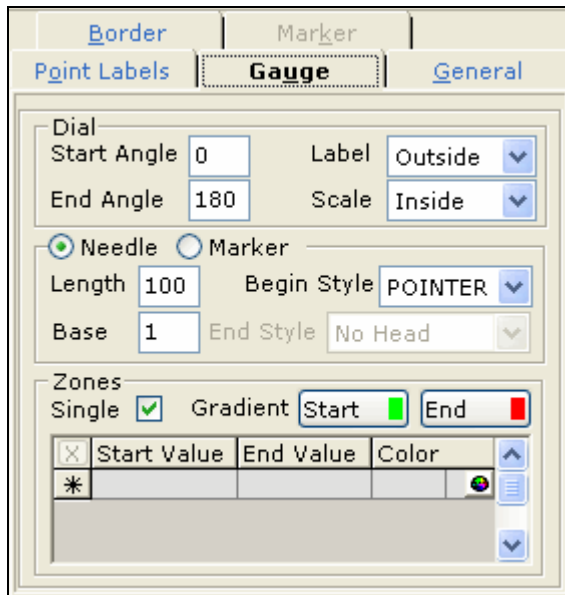 Border Marker
Point Labels Gauge General
Dial
Start Angle 0 Label Outside
End Angle 180 Scale Inside
Needle Marker
Length 100 Begin Style POINTER
Base 1 End Style No Head
Zones
Single Gradient Start End
X Start Value End Value Color
*